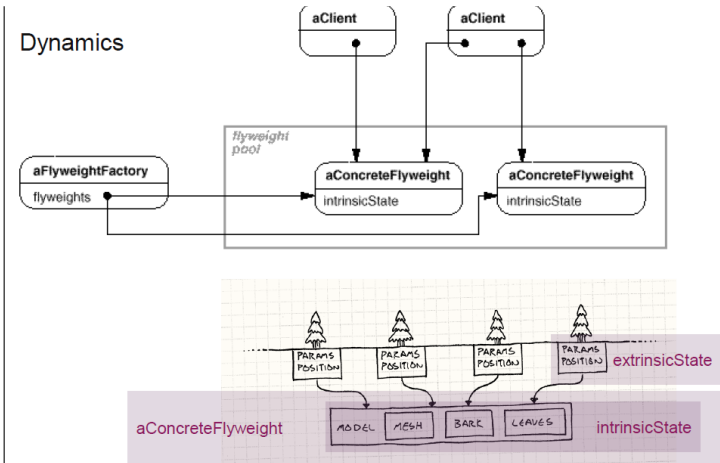 Dynamics
aClient
aClient
flyweight
pool
aFlyweightFactory
flyweights
aConcreteFlyweight
intrinsicState
aConcreteFlyweight
intrinsicState
PARAMS
POSITION
PARAMS
POSITION
PARAMS
POSITION
PARAMS
POSITION
extrinsicState
aConcreteFlyweight
MODEL
MESH
BARK
LEAVES
intrinsicState